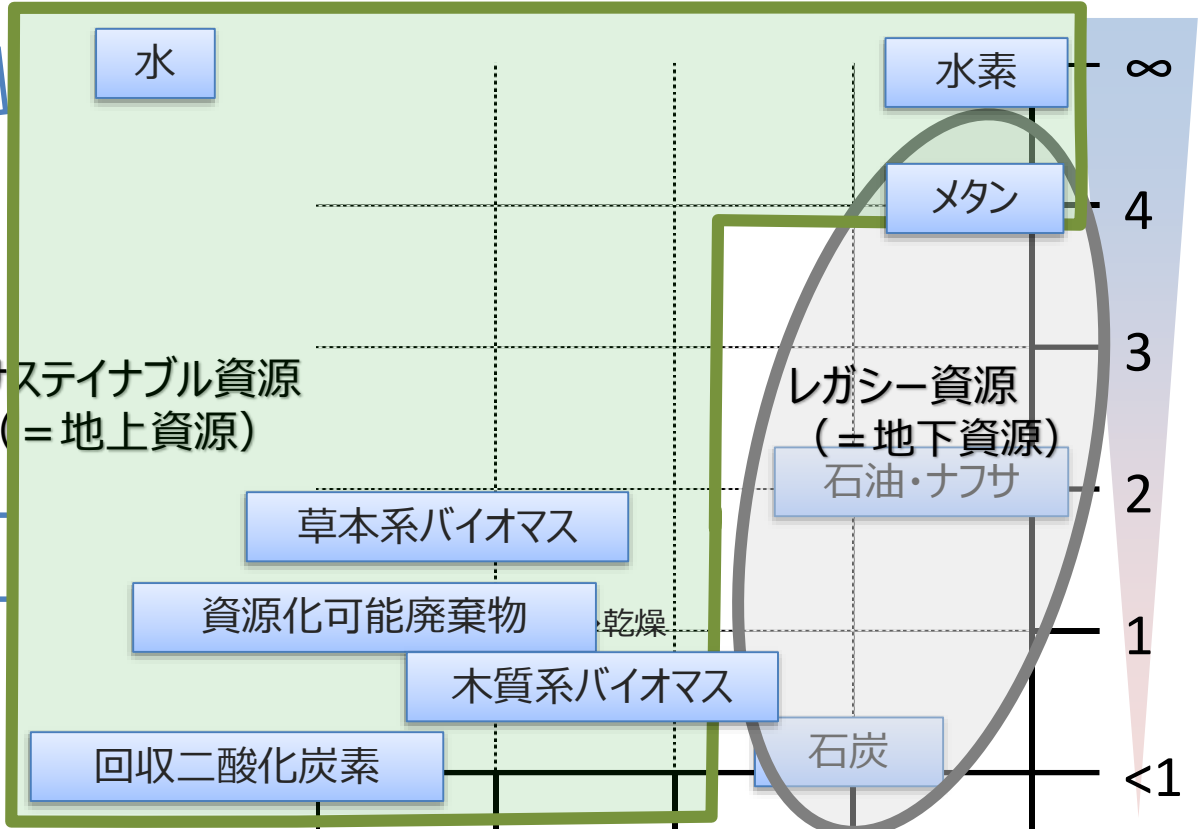 水
水素
∞
メタン
4
3
サステイナブル資源
（＝地上資源）
レガシー資源
（＝地下資源）
石油・ナフサ
2
草本系バイオマス
資源化可能廃棄物
乾燥
1
木質系バイオマス
回収二酸化炭素
石炭
<1